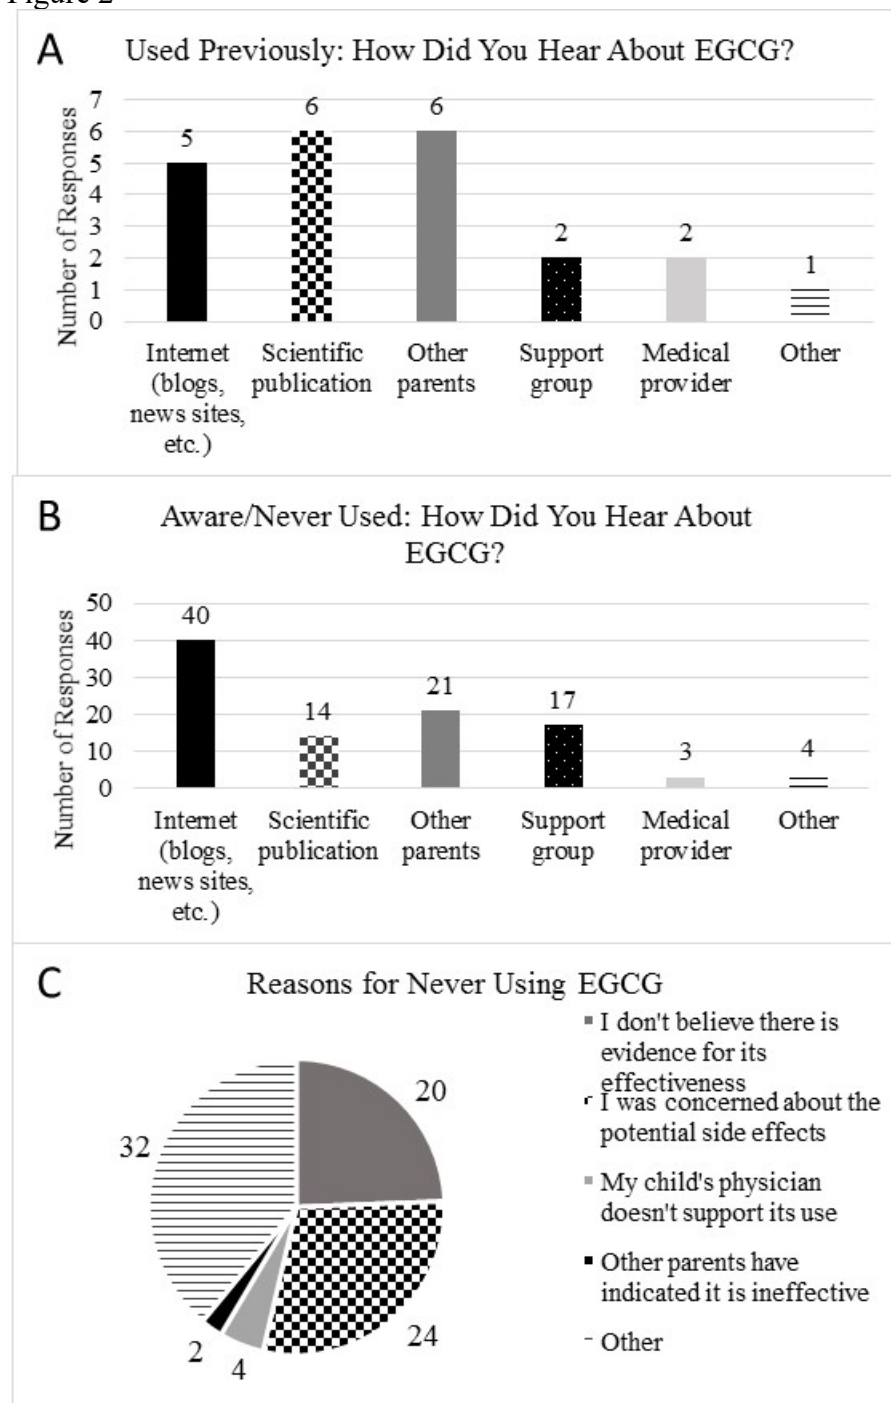 Figure 2
A
Used Previously: How Did You Hear About EGCG?
Number of Responses
7
6
5
4
3
2
1
0
5
6
6
2
2
1
Internet (blogs, news sites, etc.)
Scientific publication
Other parents
Support group
Medical provider
Other
B
Aware/Never Used: How Did You Hear About
EGCG?
Number of Responses
50
40
30
20
10
0
40
14
21
17
3
4
Internet (blogs, news sites, etc.)
Scientific publication
Other parents
Support group
Medical provider
Other
C
Reasons for Never Using EGCG
20
24
4
2
32
I don't believe there is
evidence for its
effectiveness
I was concerned about the
potential side effects
My child's physician
doesn't support its use
Other parents have
indicated it is ineffective
Other